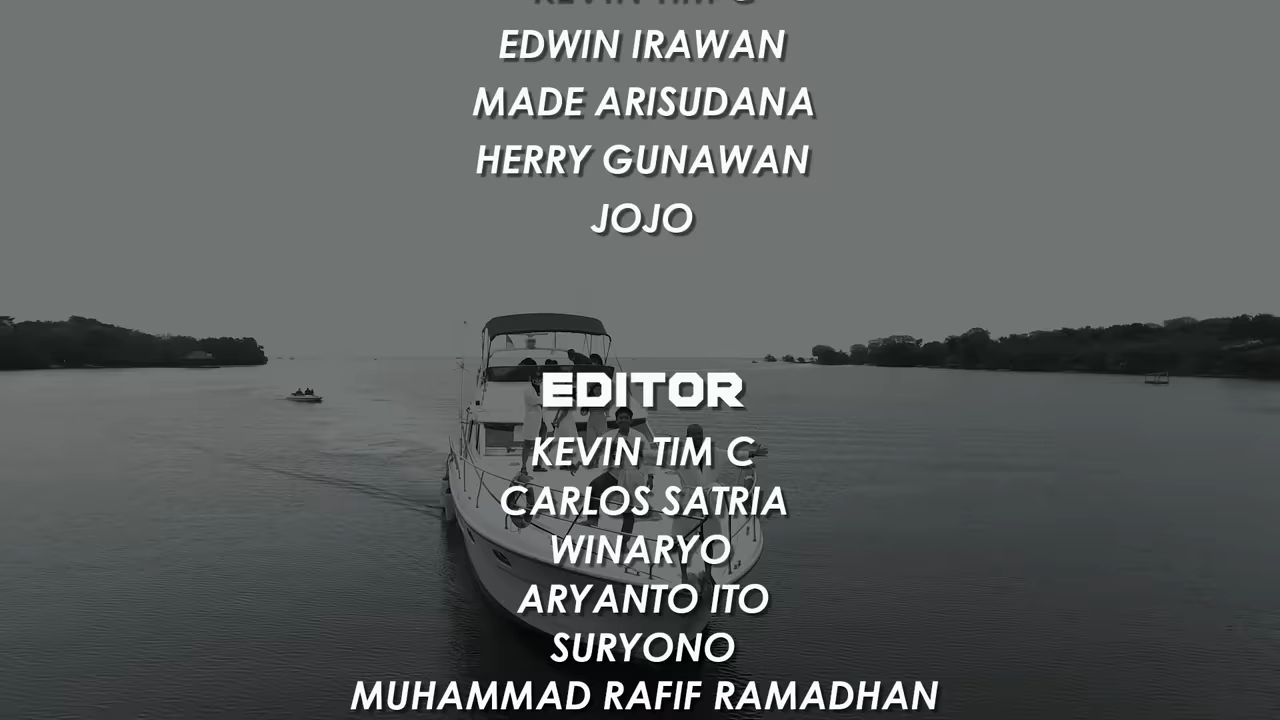 EDWIN IRAWAN
MADE ARISUDANA
HERRY GUNAWAN
JOJO
EDITOR
KEVIN TIM C
CARLOS SATRIA
WINARYO
ARYANTO ITO
SURYONO
MUHAMMAD RAFIF RAMADHAN